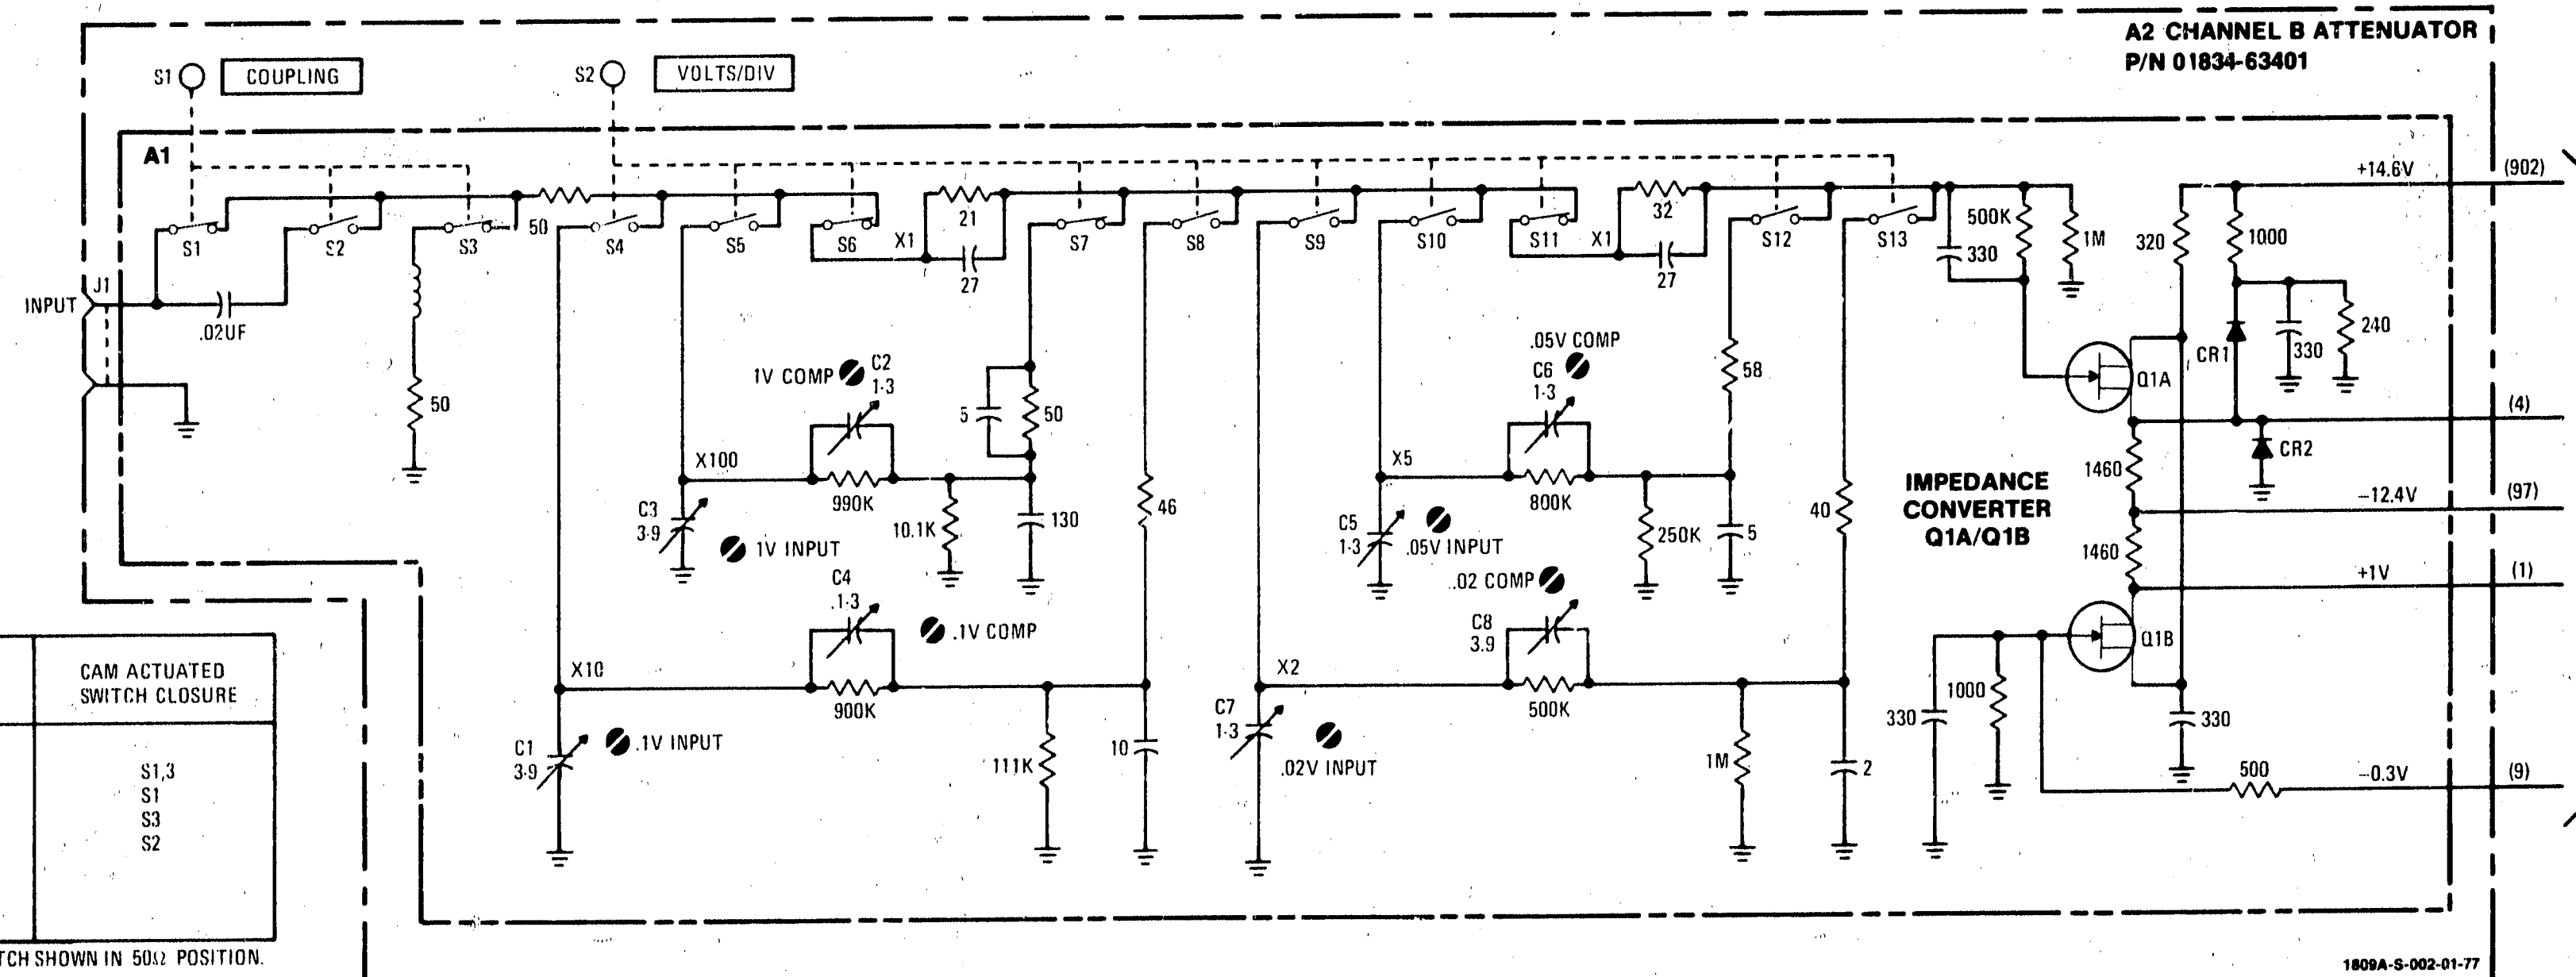 A2 CHANNEL B ATTENUATOR
P/N 01834-63401
S1
COUPLING
S2
VOLTS/DIV
A1
+14.6V
(902)
S1
S2
S3
50
S4
S5
S6
X1
21
27
S7
S8
S9
S10
S11
X1
32
27
S12
S13
330
500K
1M
320
1000
J1
INPUT
.02UF
50
1V COMP
C2
1-3
5
50
.05V COMP
C6
1-3
58
Q1A
CR1
330
240
(4)
CR2
X100
990K
C3
3-9
1V INPUT
10.1K
130
46
X5
800K
C5
1-3
.05V INPUT
250K
5
40
IMPEDANCE
CONVERTER
Q1A/Q1B
1460
−12.4V
(97)
1460
+1V
(1)
C4
.1-3
.1V COMP
.02 COMP
C8
3.9
Q1B
X10
900K
C1
3-9
.1V INPUT
111K
10
X2
500K
C7
1-3
.02V INPUT
1M
2
330
1000
330
500
−0.3V
(9)
CAM ACTUATED
SWITCH CLOSURE
S1,3
S1
S3
S2
TCH SHOWN IN 50Ω POSITION.
1809A-S-002-01-77